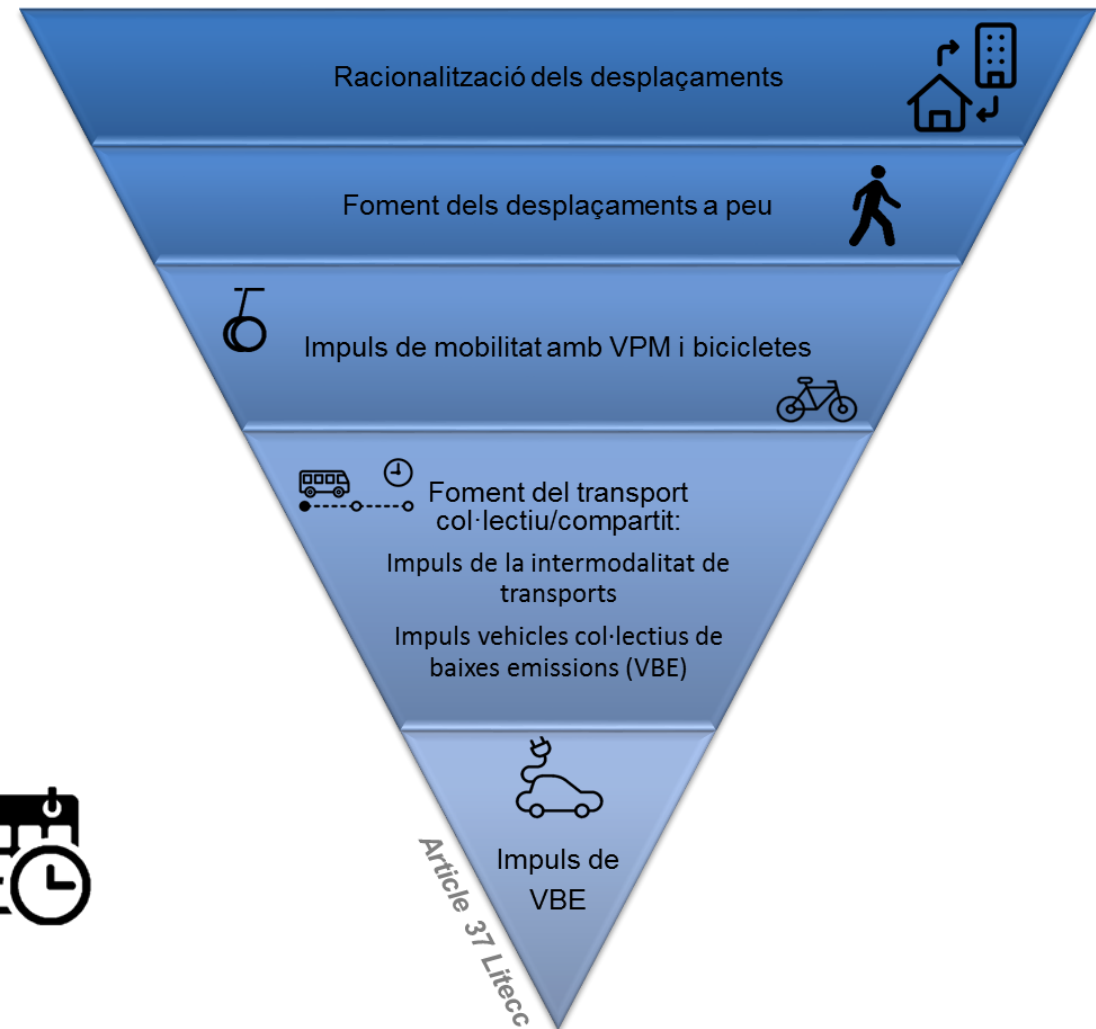 Racionalització dels desplaçaments
Foment dels desplaçaments a peu
Impuls de mobilitat amb VPM i bicicletes
Foment del transport
col·lectiu/compartit:
Impuls de la intermodalitat de
transports
Impuls vehicles col·lectius de
baixes emissions (VBE)
Impuls de
VBE
Article 37 Litecc